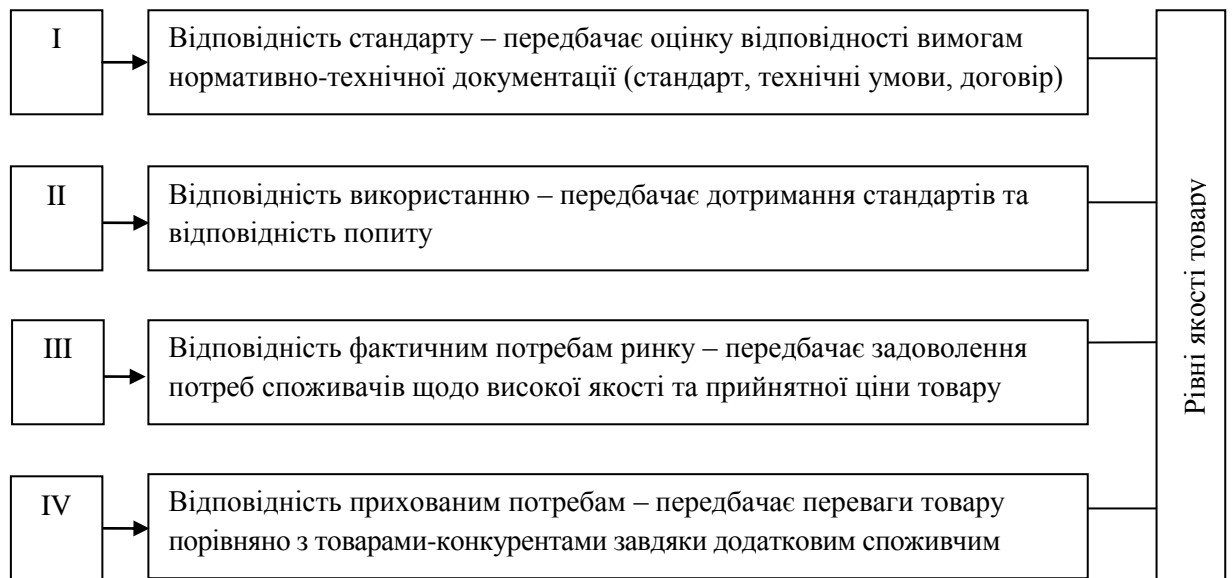 I
Відповідність стандарту – передбачає оцінку відповідності вимогам
нормативно-технічної документації (стандарт, технічні умови, договір)
II
Відповідність використанню – передбачає дотримання стандартів та
відповідність попиту
III
Відповідність фактичним потребам ринку – передбачає задоволення
потреб споживачів щодо високої якості та прийнятної ціни товару
IV
Відповідність прихованим потребам – передбачає переваги товару
порівняно з товарами-конкурентами завдяки додатковим споживчим
Рівні якості товару